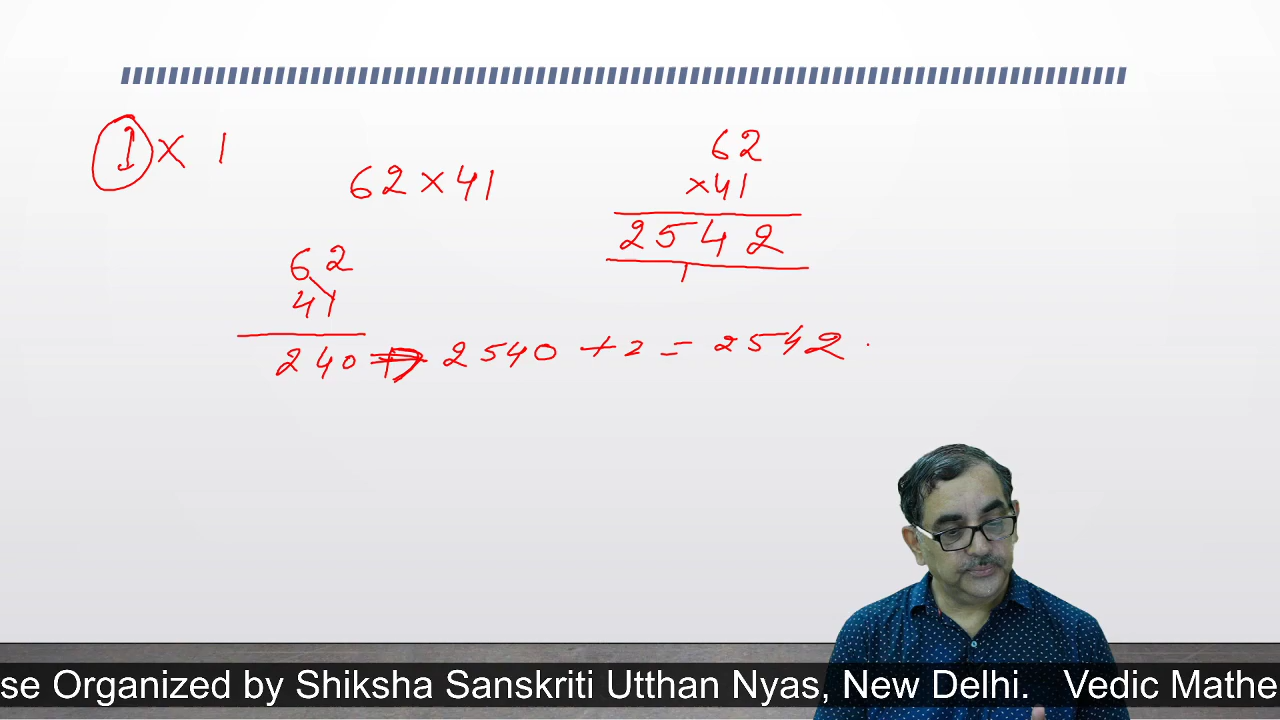 1 × 1
62 × 41
62
×41
2542
1
62
41
240 ⇒ 2540 + 2 = 2542
se Organized by Shiksha Sanskriti Utthan Nyas, New Delhi. Vedic Mathe